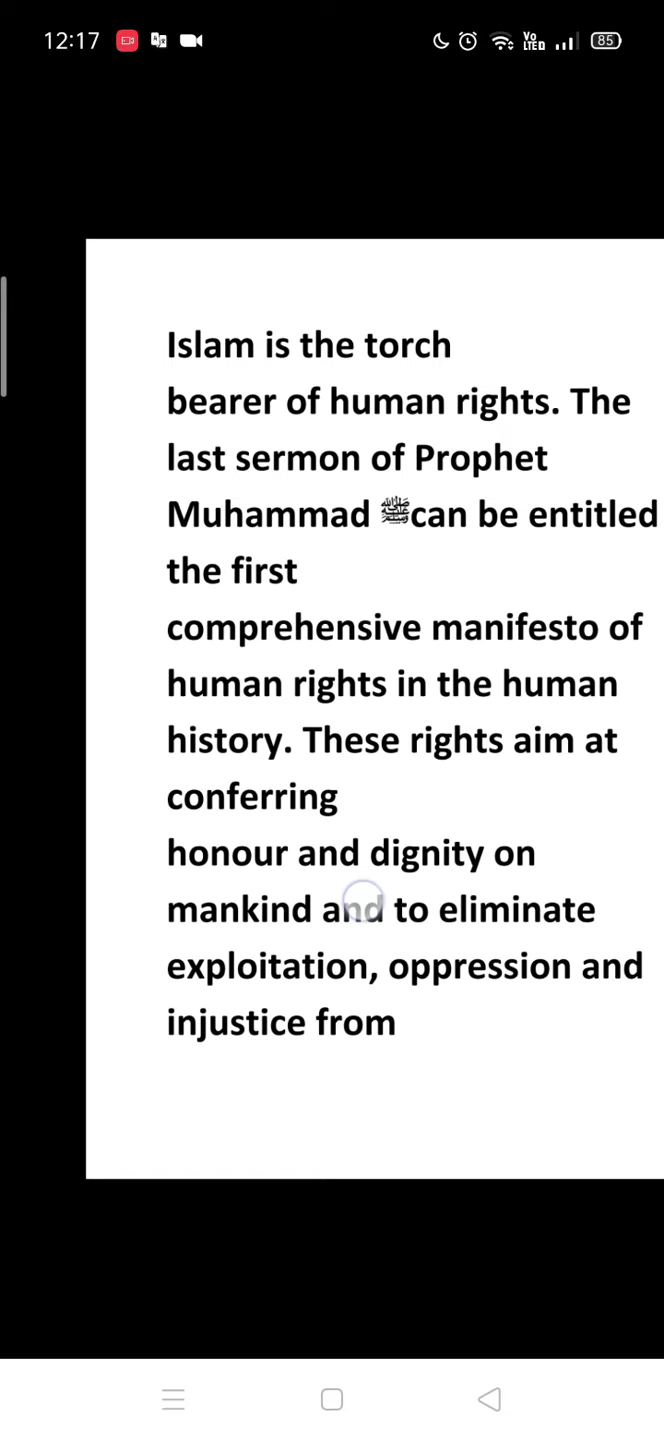 12:17
Vo
LTED
85
Islam is the torch
bearer of human rights. The
last sermon of Prophet
Muhammad ﷺcan be entitled
the first
comprehensive manifesto of
human rights in the human
history. These rights aim at
conferring
honour and dignity on
mankind and to eliminate
exploitation, oppression and
injustice from